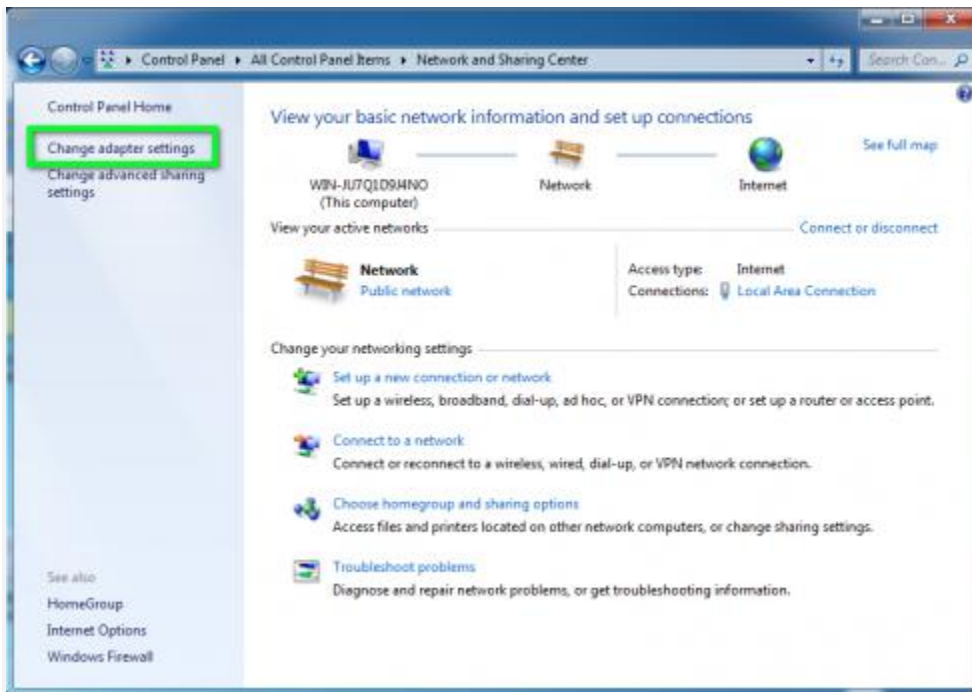 Control Panel ▸ All Control Panel Items ▸ Network and Sharing Center
Search Con...
Control Panel Home
Change adapter settings
Change advanced sharing
settings
View your basic network information and set up connections
See full map
WIN-JU7Q1D9J4NO
(This computer)
Network
Internet
View your active networks
Connect or disconnect
Network
Public network
Access type: Internet
Connections: Local Area Connection
Change your networking settings
Set up a new connection or network
Set up a wireless, broadband, dial-up, ad hoc, or VPN connection; or set up a router or access point.
Connect to a network
Connect or reconnect to a wireless, wired, dial-up, or VPN network connection.
Choose homegroup and sharing options
Access files and printers located on other network computers, or change sharing settings.
Troubleshoot problems
Diagnose and repair network problems, or get troubleshooting information.
See also
HomeGroup
Internet Options
Windows Firewall